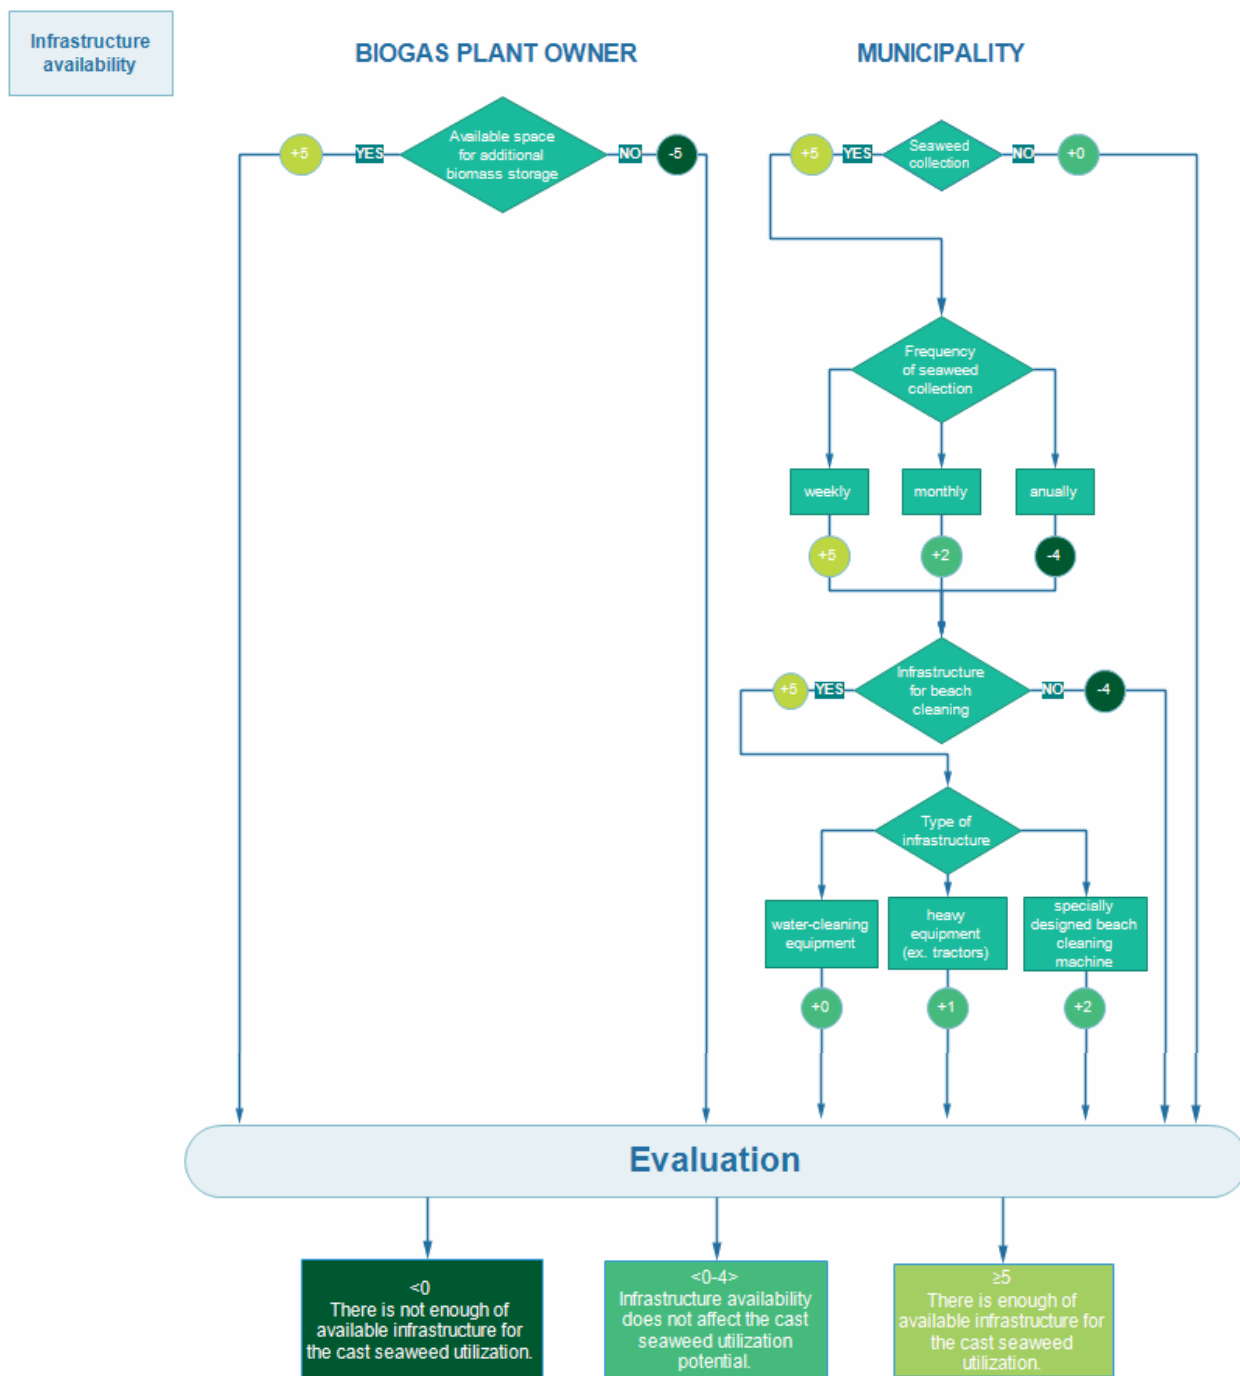 Infrastructure
availability
BIOGAS PLANT OWNER
MUNICIPALITY
+5
YES
Available space
for additional
biomass storage
NO
-5
+5
YES
Seaweed
collection
NO
+0
Frequency
of seaweed
collection
weekly
monthly
anually
+5
+2
-4
+5
YES
Infrastructure
for beach
cleaning
NO
-4
Type of
infrastructure
water-cleaning
equipment
heavy
equipment
(ex. tractors)
specially
designed beach
cleaning
machine
+0
+1
+2
Evaluation
<0
There is not enough of
available infrastructure for
the cast seaweed utilization.
<0-4>
Infrastructure availability
does not affect the cast
seaweed utilization
potential.
≥5
There is enough of
available infrastructure for
the cast seaweed
utilization.